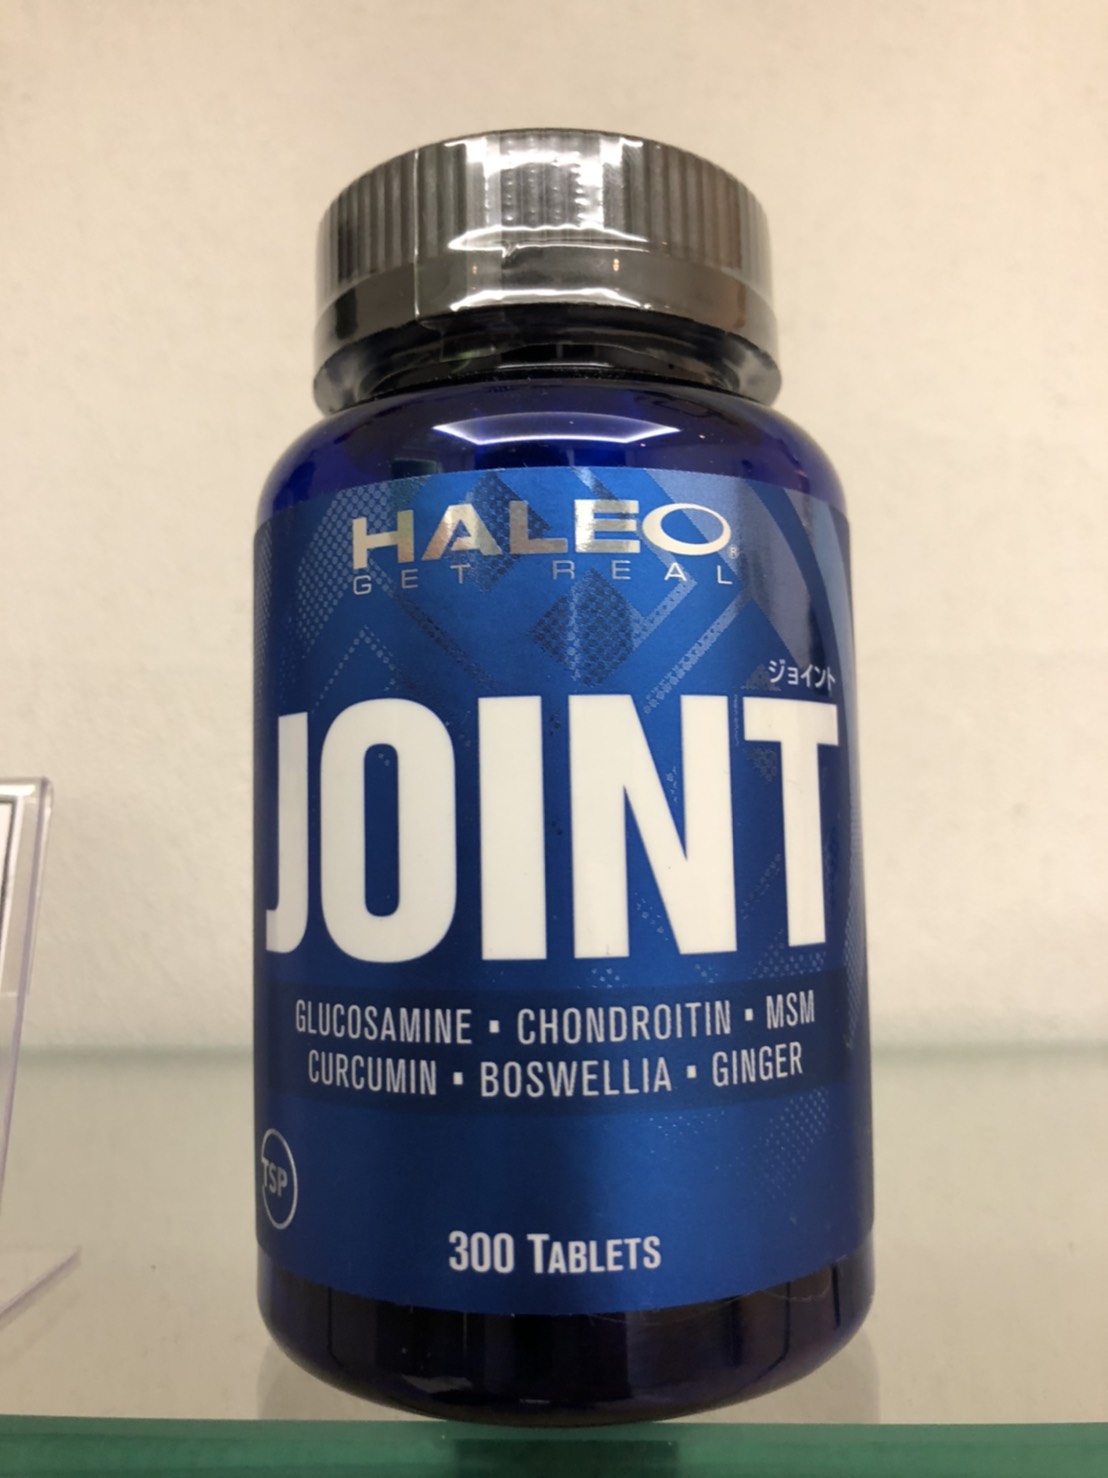 HALEO®
GET REAL
ジョイント
JOINT
GLUCOSAMINE ▪ CHONDROITIN ▪ MSM
CURCUMIN ▪ BOSWELLIA ▪ GINGER
TSP
300 TABLETS